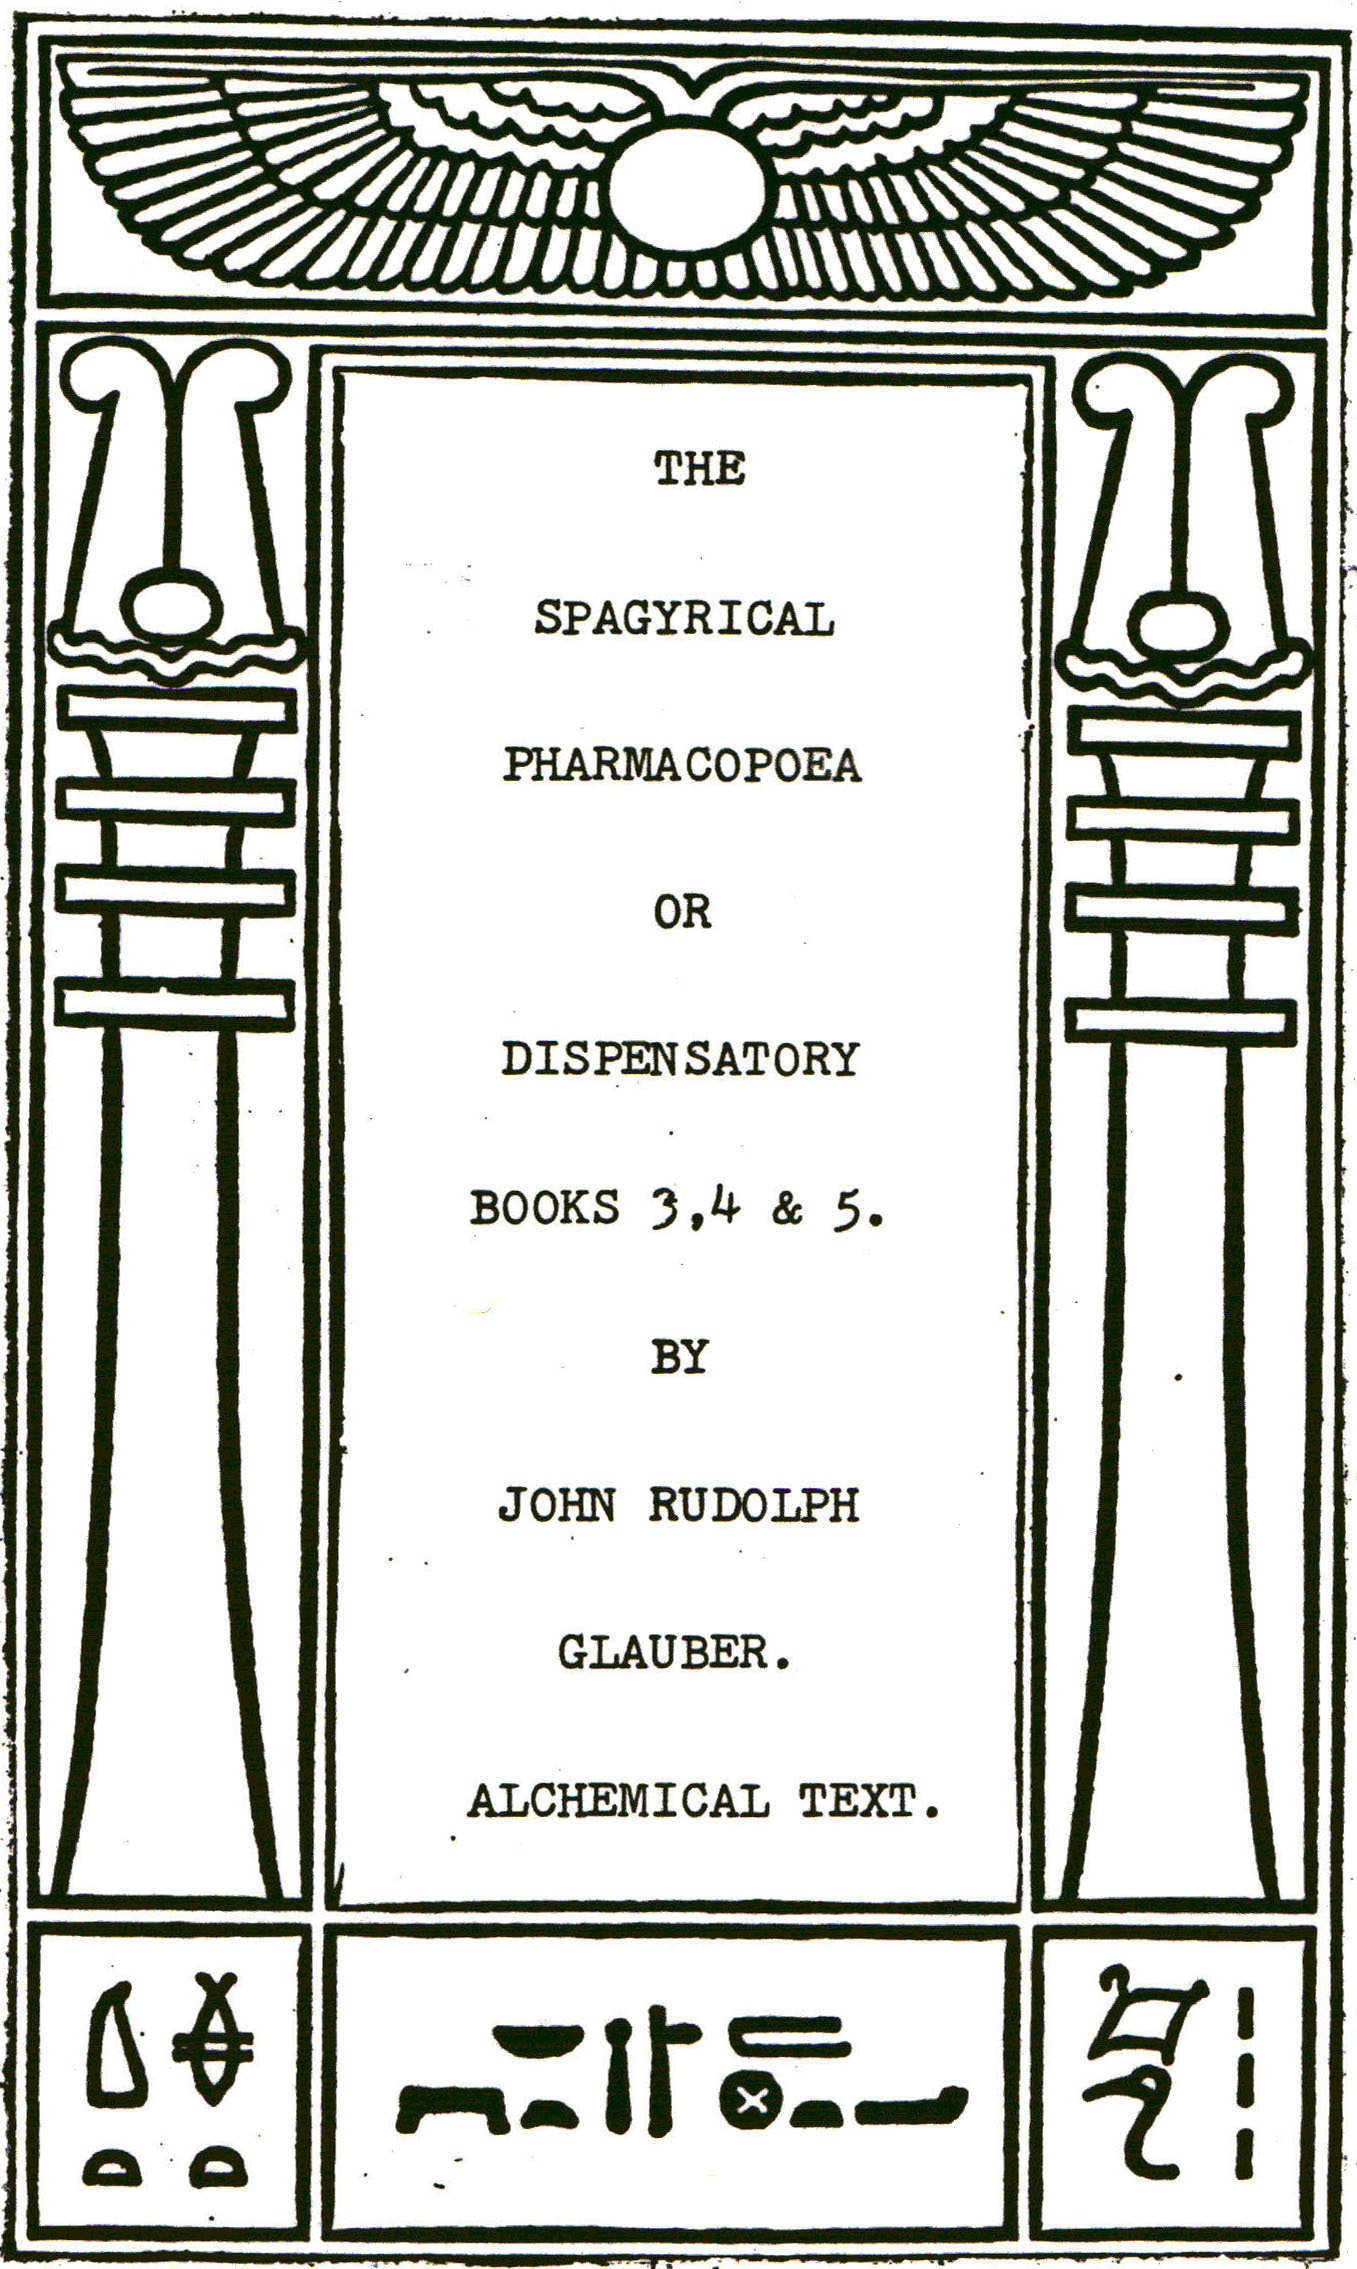 THE
SPAGYRICAL
PHARMACOPOEA
OR
DISPENSATORY
BOOKS 3,4 & 5.
BY
JOHN RUDOLPH
GLAUBER.
ALCHEMICAL TEXT.